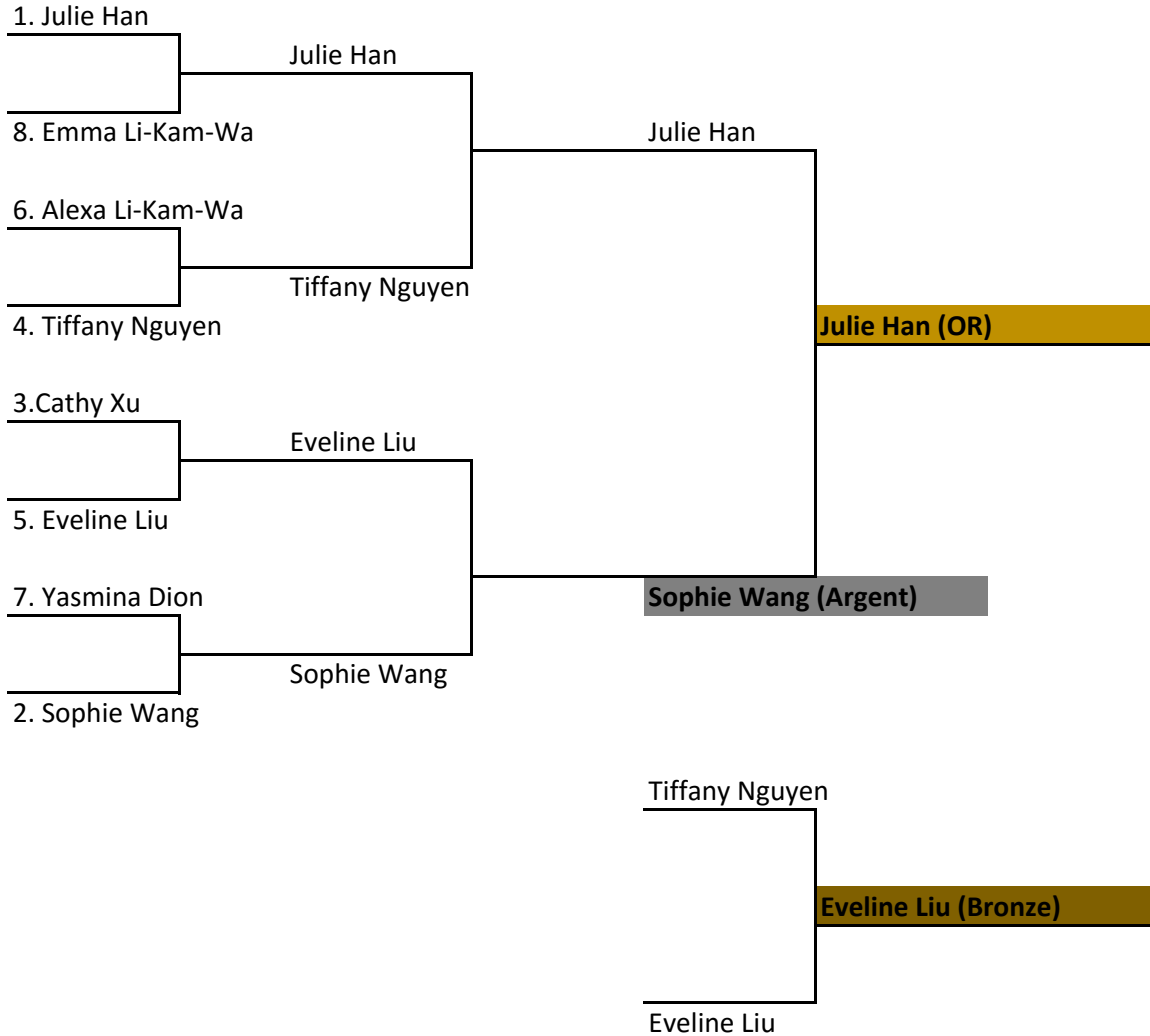 1. Julie Han
Julie Han
8. Emma Li-Kam-Wa
Julie Han
6. Alexa Li-Kam-Wa
Tiffany Nguyen
4. Tiffany Nguyen
Julie Han (OR)
3.Cathy Xu
Eveline Liu
5. Eveline Liu
7. Yasmina Dion
Sophie Wang (Argent)
Sophie Wang
2. Sophie Wang
Tiffany Nguyen
Eveline Liu (Bronze)
Eveline Liu